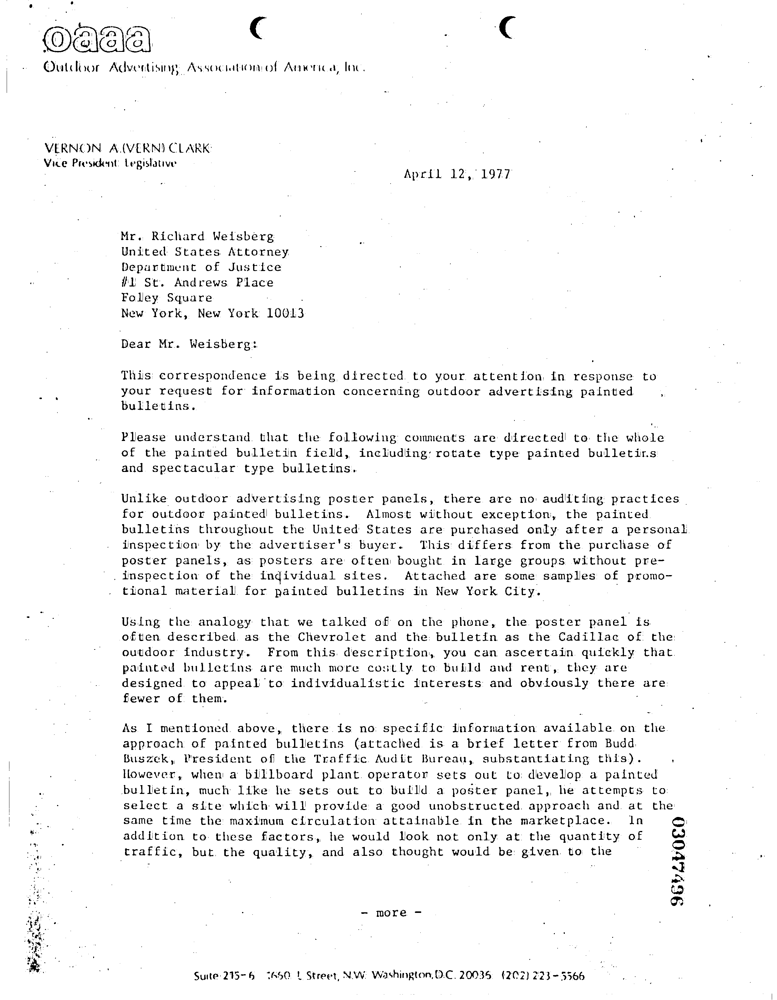 oaaa
Outdoor Advertising Association of America, Inc.
VERNON A.(VERN) CLARK
Vice President Legislative
April 12, 1977
Mr. Richard Weisberg
United States Attorney
Department of Justice
#1 St. Andrews Place
Foley Square
New York, New York 10013
Dear Mr. Weisberg:
This correspondence is being directed to your attention in response to
your request for information concerning outdoor advertising painted
bulletins.
Please understand that the following comments are directed to the whole
of the painted bulletin field, including rotate type painted bulletins
and spectacular type bulletins.
Unlike outdoor advertising poster panels, there are no auditing practices
for outdoor painted bulletins. Almost without exception, the painted
bulletins throughout the United States are purchased only after a personal
inspection by the advertiser's buyer. This differs from the purchase of
poster panels, as posters are often bought in large groups without pre-
inspection of the individual sites. Attached are some samples of promo-
tional material for painted bulletins in New York City.
Using the analogy that we talked of on the phone, the poster panel is
often described as the Chevrolet and the bulletin as the Cadillac of the
outdoor industry. From this description, you can ascertain quickly that
painted bulletins are much more costly to build and rent, they are
designed to appeal to individualistic interests and obviously there are
fewer of them.
As I mentioned above, there is no specific information available on the
approach of painted bulletins (attached is a brief letter from Budd
Buszek, President of the Traffic Audit Bureau, substantiating this).
However, when a billboard plant operator sets out to develop a painted
bulletin, much like he sets out to build a poster panel, he attempts to
select a site which will provide a good unobstructed approach and at the
same time the maximum circulation attainable in the marketplace. In
addition to these factors, he would look not only at the quantity of
traffic, but the quality, and also thought would be given to the
03047496
- more -
Suite 215-6 1660 L Street, N.W. Washington, D.C. 20036 (202) 223-5566